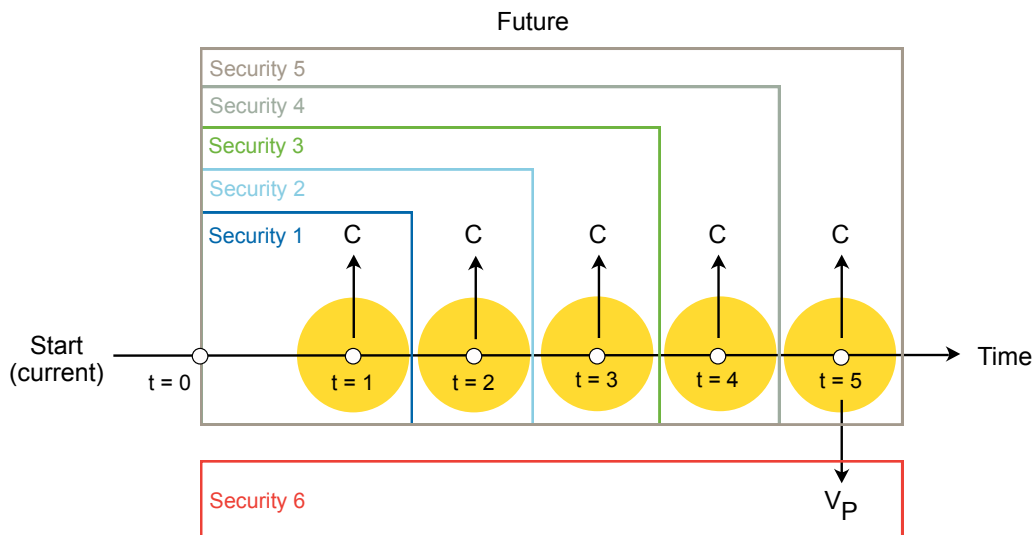 Future
Security 5
Security 4
Security 3
Security 2
Security 1
C C C C C
Start
(current)
t = 0 t = 1 t = 2 t = 3 t = 4 t = 5
Time
Security 6
VP